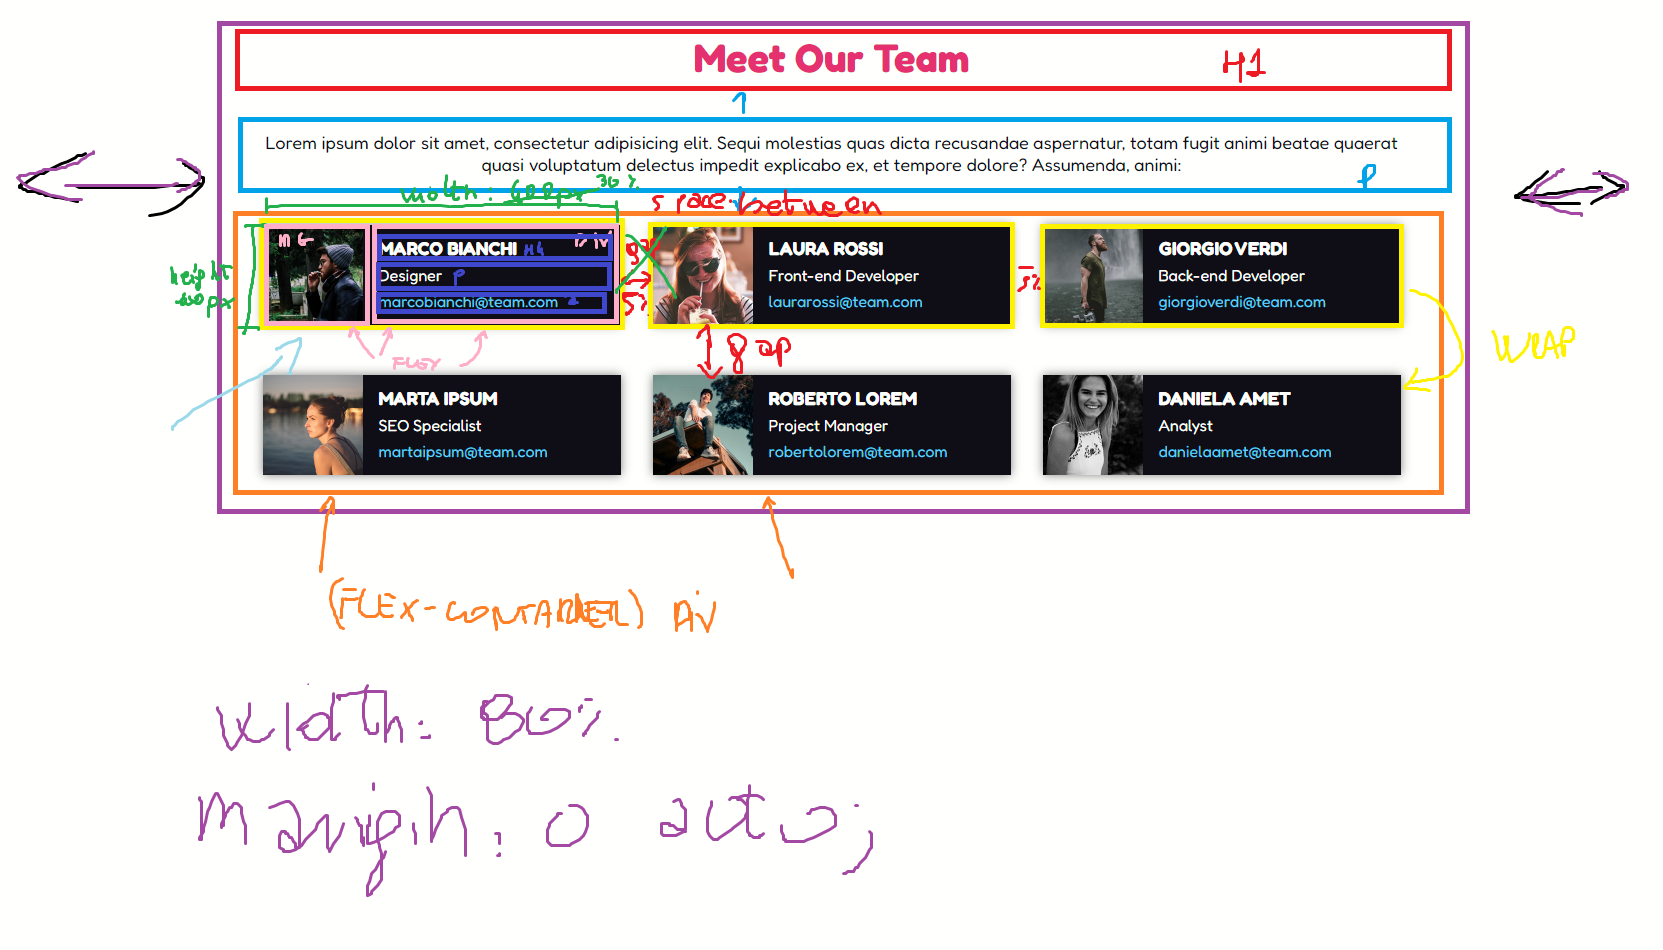 Meet Our Team H1
Lorem ipsum dolor sit amet, consectetur adipisicing elit. Sequi molestias quas dicta recusandae aspernatur, totam fugit animi beatae quaerat
quasi voluptatum delectus impedit explicabo ex, et tempore dolore? Assumenda, animi:
P
width: 400px 30%
space-between
height
100px
MARCO BIANCHI H4
DIV
Designer P
marcobianchi@team.com
5%
LAURA ROSSI
Front-end Developer
laurarossi@team.com
5%
GIORGIO VERDI
Back-end Developer
giorgioverdi@team.com
WRAP
FLEX
gap
MARTA IPSUM
SEO Specialist
martaipsum@team.com
ROBERTO LOREM
Project Manager
robertolorem@team.com
DANIELA AMET
Analyst
danielaamet@team.com
(FLEX-CONTAINER) DIV
width: 80%.
margin: 0 auto;